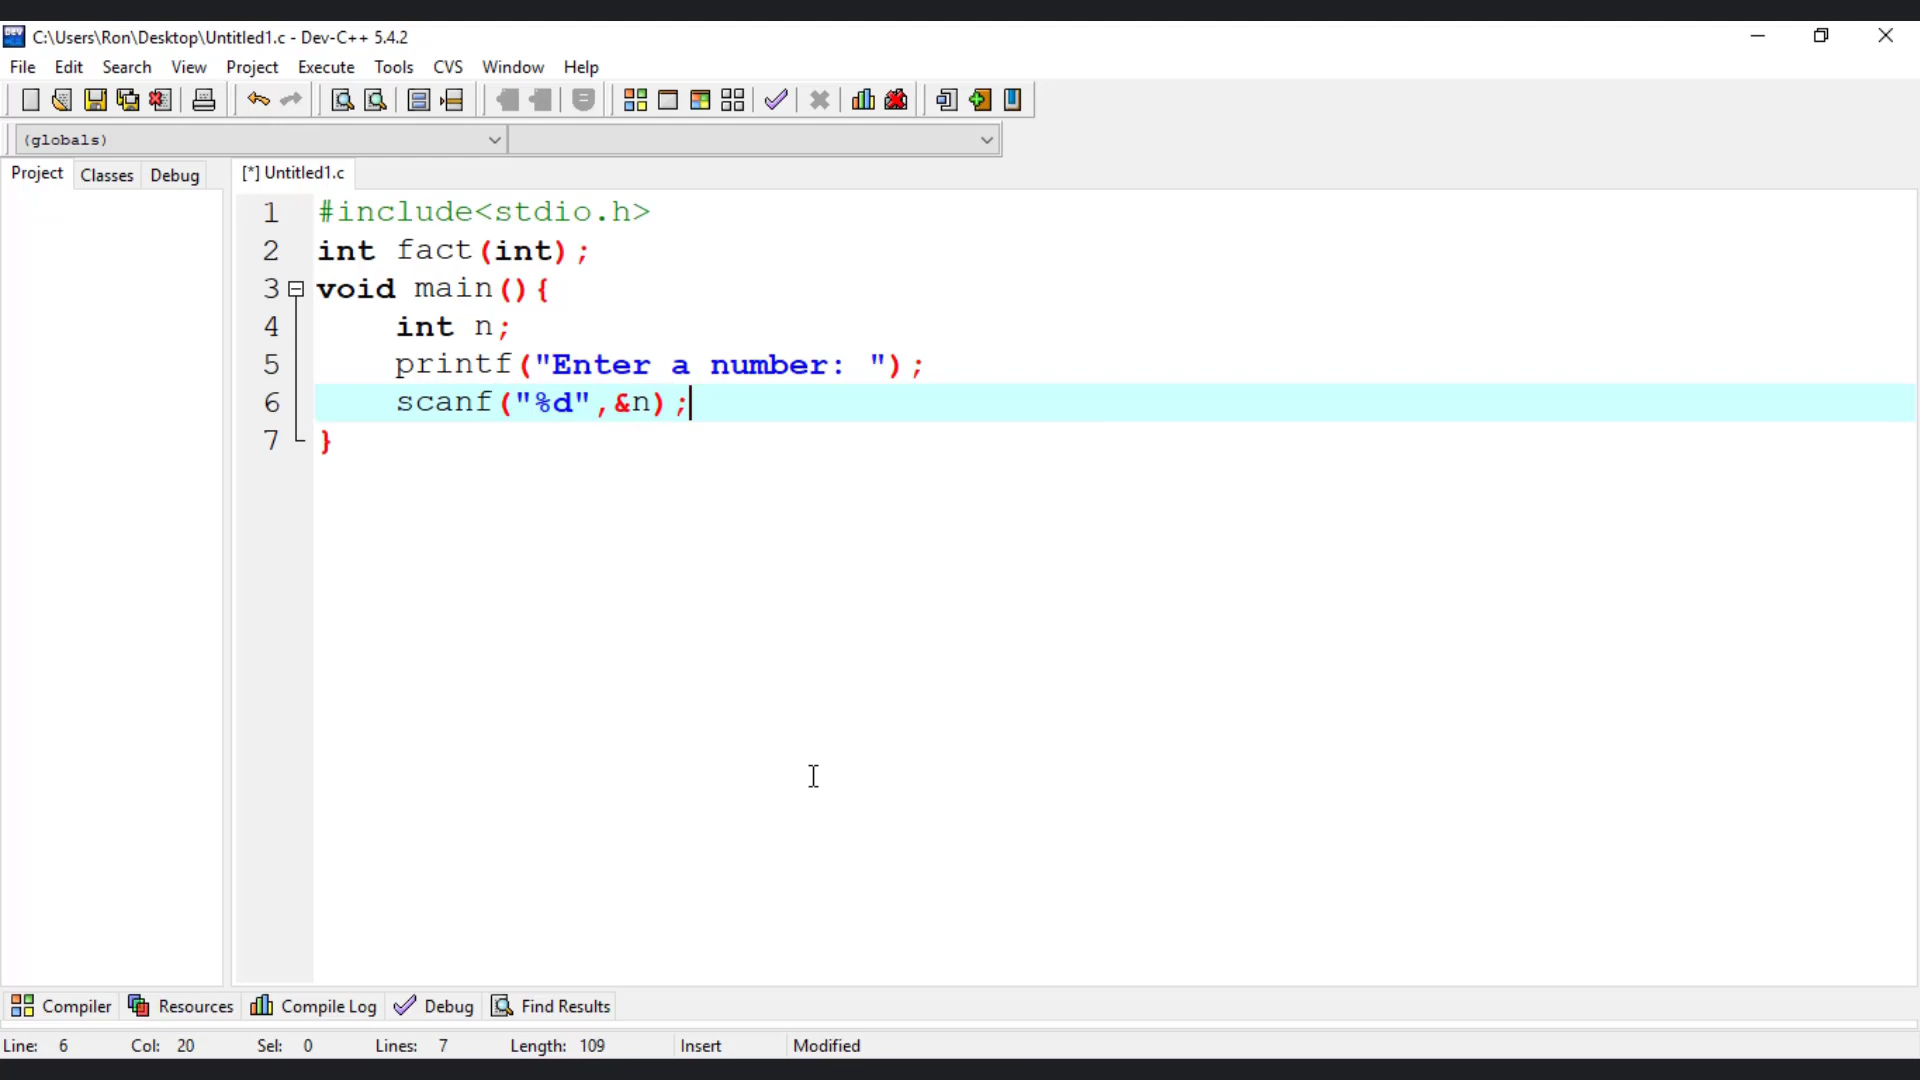 DEV
C:\Users\Ron\Desktop\Untitled1.c - Dev-C++ 5.4.2
File Edit Search View Project Execute Tools CVS Window Help
(globals)
Project Classes Debug [*] Untitled1.c
1 #include<stdio.h>
2 int fact(int);
3 void main(){
4 int n;
5 printf("Enter a number: ");
6 scanf("%d",&n);
7 }
Compiler Resources Compile Log Debug Find Results
Line: 6 Col: 20 Sel: 0 Lines: 7 Length: 109 Insert Modified